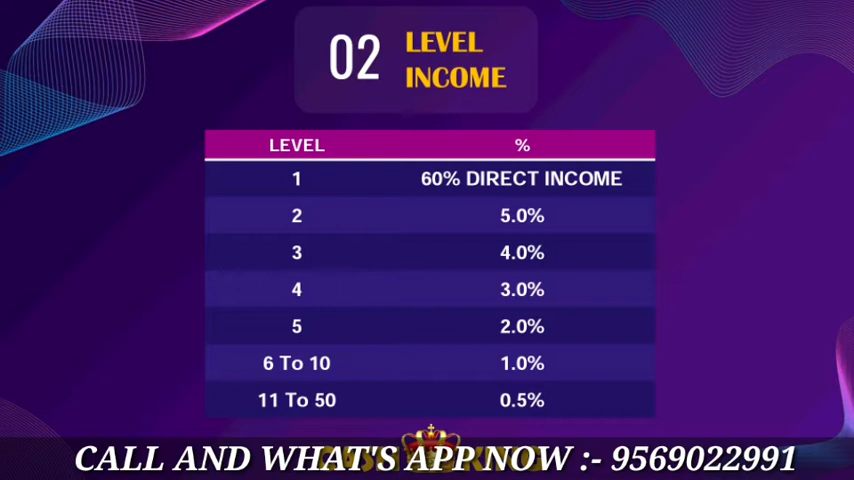 02
LEVEL
INCOME
LEVEL %
1 60% DIRECT INCOME
2 5.0%
3 4.0%
4 3.0%
5 2.0%
6 To 10 1.0%
11 To 50 0.5%
CALL AND WHAT'S APP NOW :- 9569022991